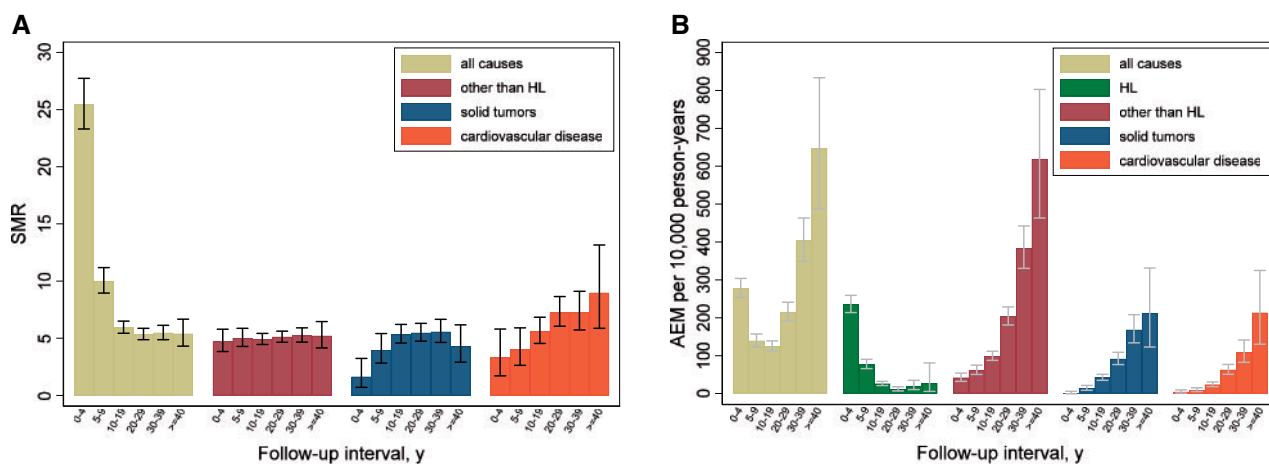 A
SMR
30
25
20
15
10
5
0
all causes
other than HL
solid tumors
cardiovascular disease
0-4 5-9 10-19 20-29 30-39 >=40 0-4 5-9 10-19 20-29 30-39 >=40 0-4 5-9 10-19 20-29 30-39 >=40 0-4 5-9 10-19 20-29 30-39 >=40
Follow-up interval, y
B
AEM per 10,000 person-years
900
800
700
600
500
400
300
200
100
0
all causes
HL
other than HL
solid tumors
cardiovascular disease
0-4 5-9 10-19 20-29 30-39 >=40 0-4 5-9 10-19 20-29 30-39 >=40 0-4 5-9 10-19 20-29 30-39 >=40 0-4 5-9 10-19 20-29 30-39 >=40 0-4 5-9 10-19 20-29 30-39 >=40
Follow-up interval, y